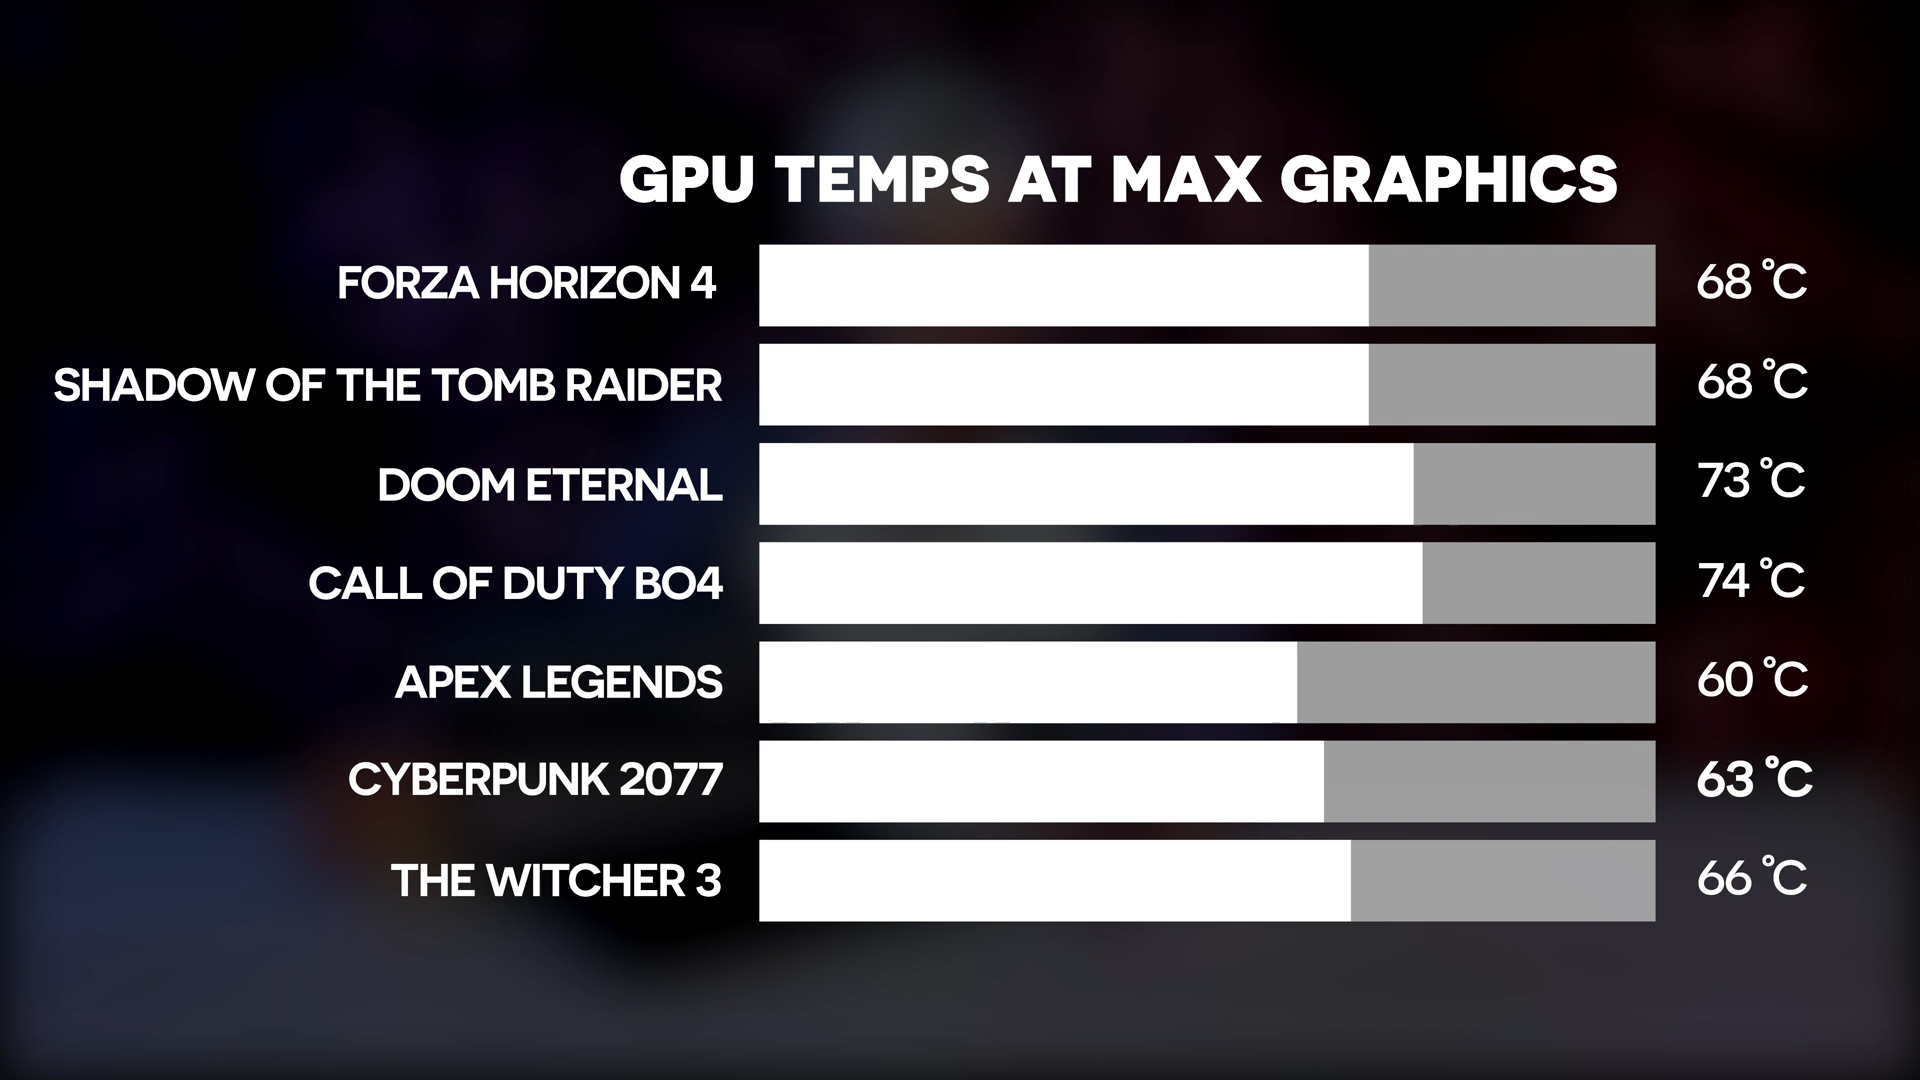 GPU TEMPS AT MAX GRAPHICS
FORZA HORIZON 4 68 °C
SHADOW OF THE TOMB RAIDER 68 °C
DOOM ETERNAL 73 °C
CALL OF DUTY BO4 74 °C
APEX LEGENDS 60 °C
CYBERPUNK 2077 63 °C
THE WITCHER 3 66 °C